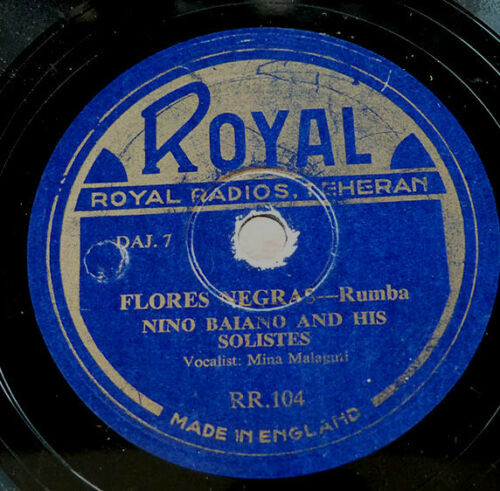 ROYAL
ROYAL RADIOS, TEHERAN
DAJ. 7
FLORES NEGRAS—Rumba
NINO BAIANO AND HIS
SOLISTES
Vocalist: Mina Malaguti
RR.104
MADE IN ENGLAND